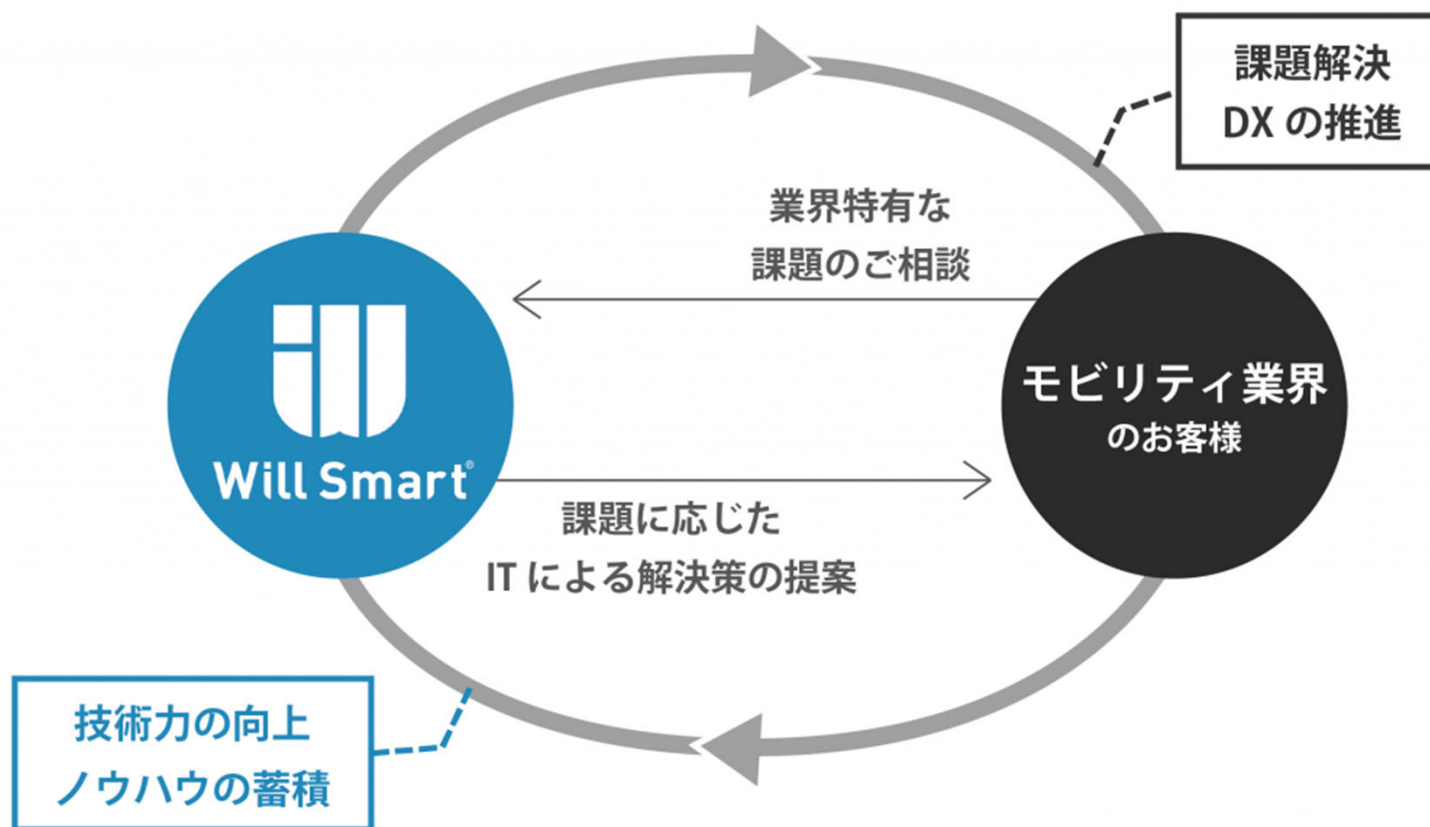 課題解決
DX の推進
業界特有な
課題のご相談
Will Smart®
モビリティ業界
のお客様
課題に応じた
IT による解決策の提案
技術力の向上
ノウハウの蓄積